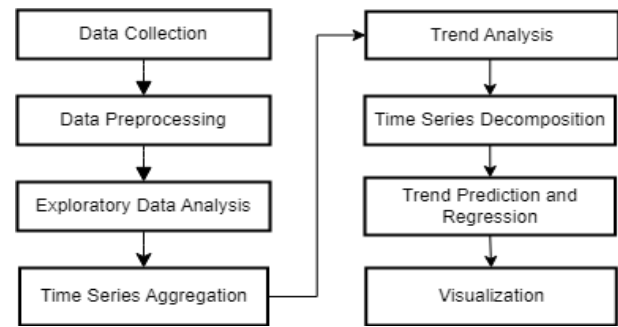 Data Collection
Data Preprocessing
Exploratory Data Analysis
Time Series Aggregation
Trend Analysis
Time Series Decomposition
Trend Prediction and
Regression
Visualization